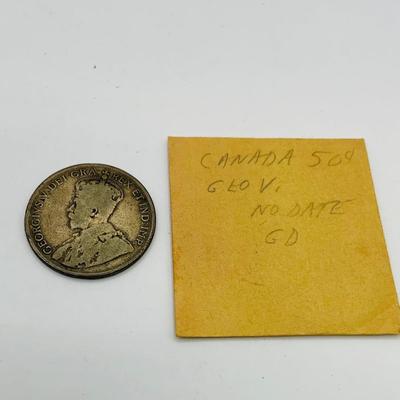 GEORGIVS V DEI GRA: REX ET IND: IMP:
CANADA 50¢
GEO V.
NO DATE
GD